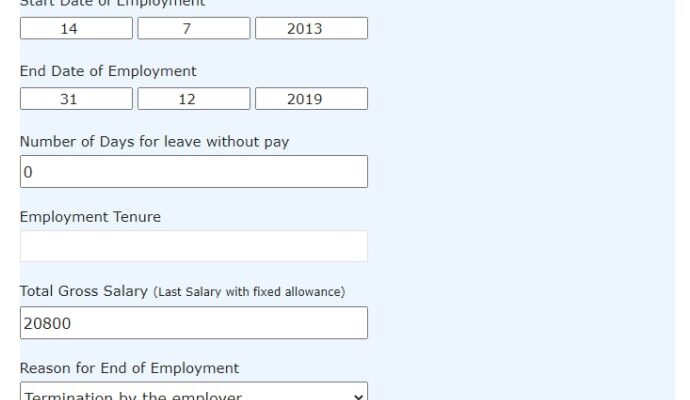 Start Date of Employment
14 7 2013
End Date of Employment
31 12 2019
Number of Days for leave without pay
0
Employment Tenure
Total Gross Salary (Last Salary with fixed allowance)
20800
Reason for End of Employment
Termination by the employer